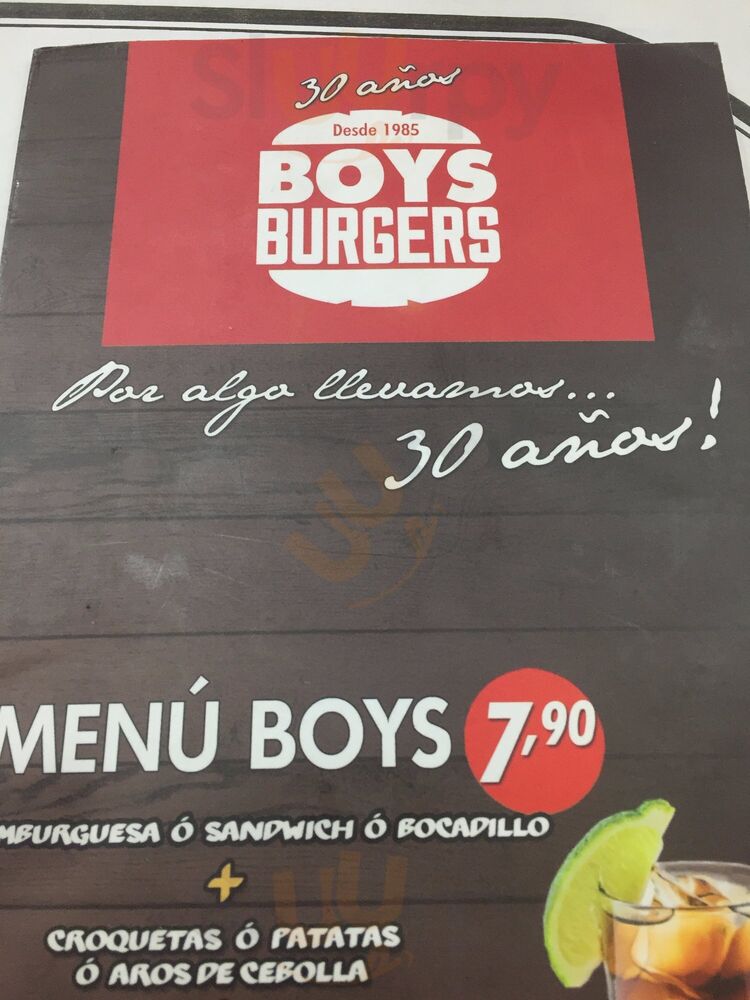 30 años
Desde 1985
BOYS
BURGERS
Por algo llevamos...
30 años!
MENÚ BOYS 7,90
MBURGUESA Ó SANDWICH Ó BOCADILLO
+
CROQUETAS Ó PATATAS
Ó AROS DE CEBOLLA